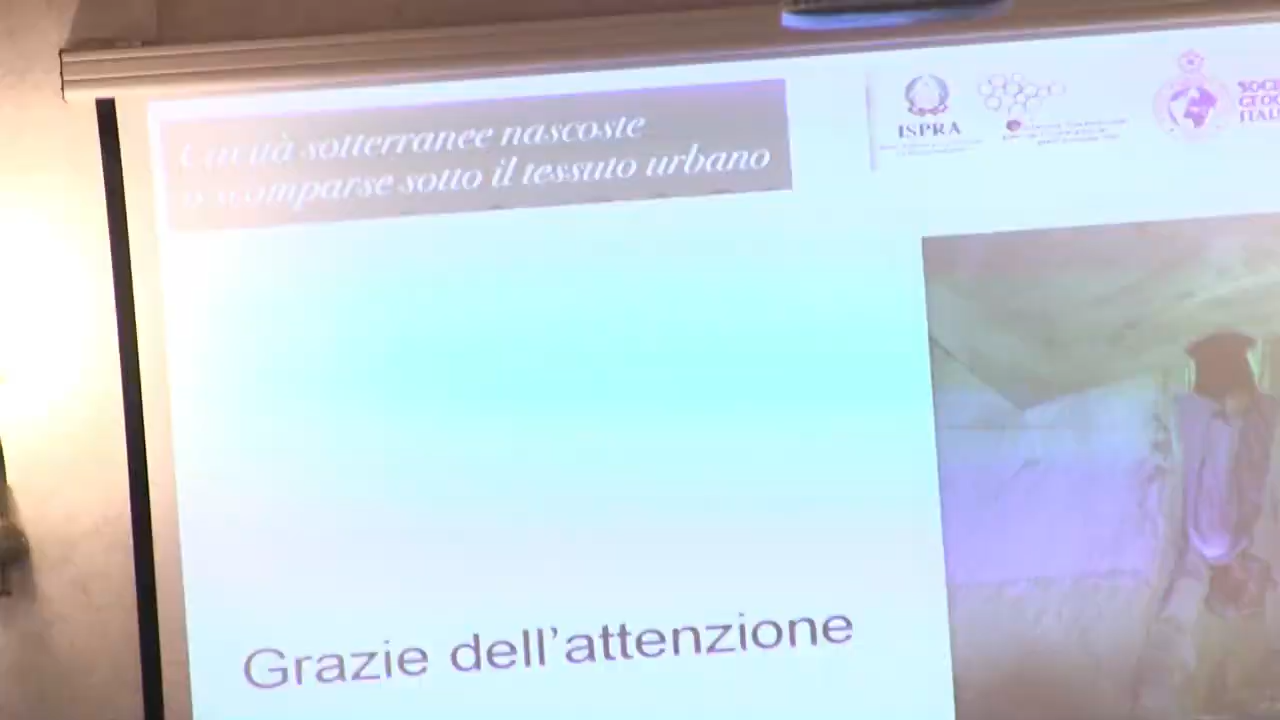 Cavità sotterranee nascoste
o scomparse sotto il tessuto urbano
ISPRA
Grazie dell'attenzione